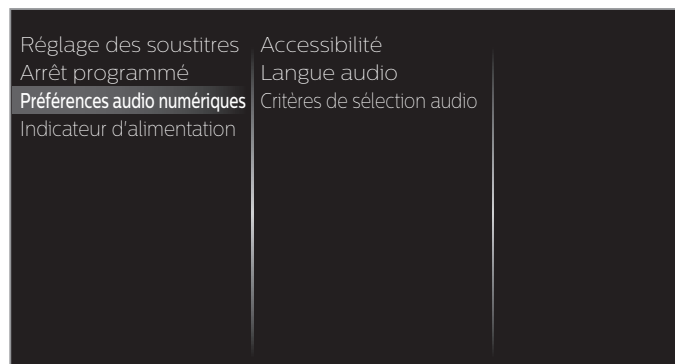 Réglage des soustitres
Arrêt programmé
Préférences audio numériques
Indicateur d'alimentation
Accessibilité
Langue audio
Critères de sélection audio